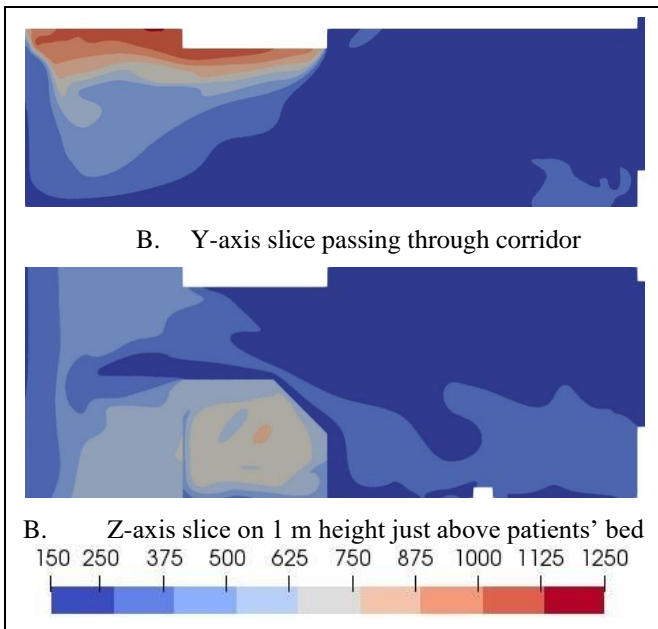 B. Y-axis slice passing through corridor
B. Z-axis slice on 1 m height just above patients’ bed
150 250 375 500 625 750 875 1000 1125 1250